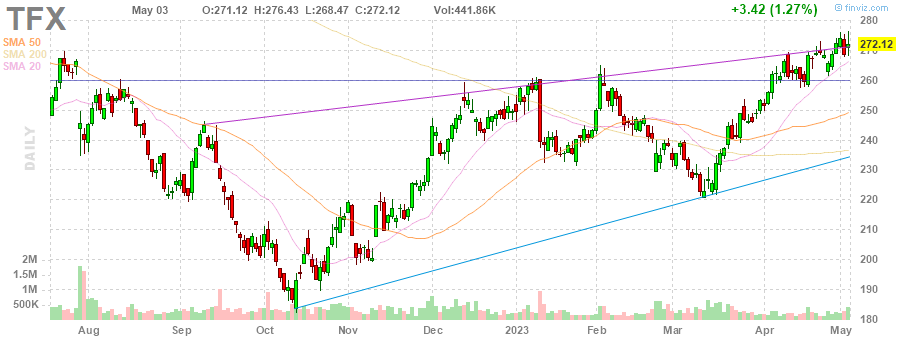 TFX May 03 O:271.12 H:276.43 L:268.47 C:272.12 Vol:441.86K +3.42 (1.27%) © finviz.com
SMA 50
SMA 200
SMA 20
DAILY
280
272.12
270
260
250
240
230
220
210
200
190
180
2M
1.5M
1M
500K
Aug Sep Oct Nov Dec 2023 Feb Mar Apr May